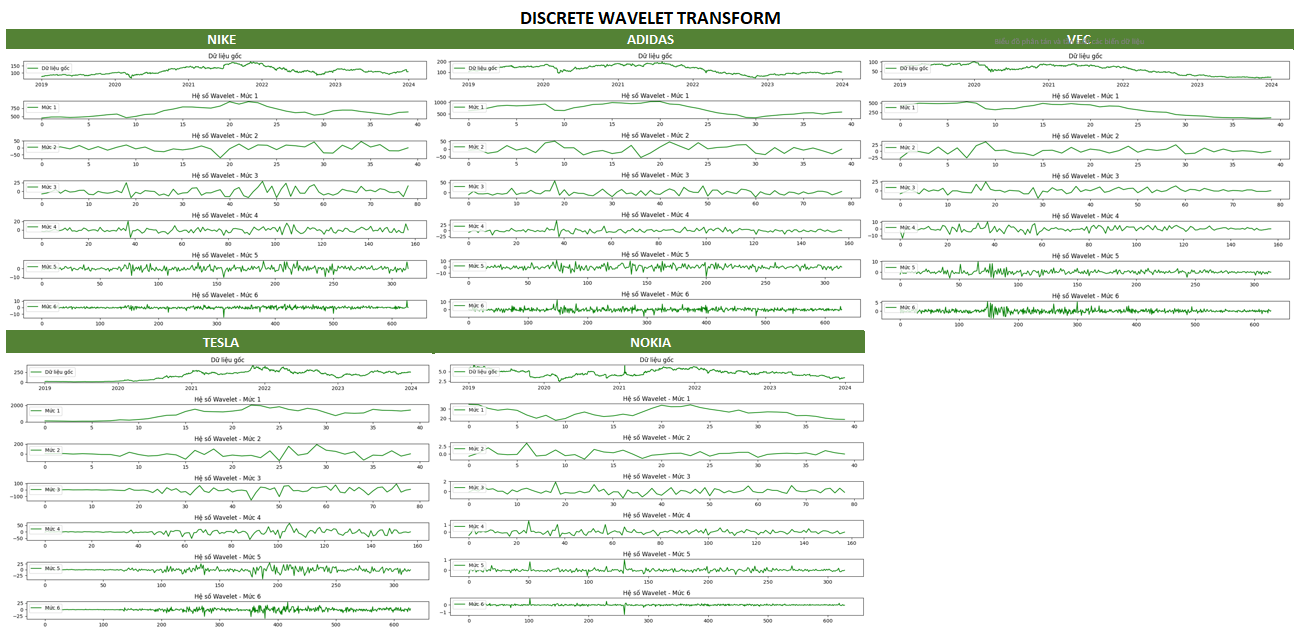 DISCRETE WAVELET TRANSFORM
NIKE
Dữ liệu gốc
150
100
Dữ liệu gốc
2019 2020 2021 2022 2023 2024
Hệ số Wavelet - Mức 1
750
500
Mức 1
0 5 10 15 20 25 30 35 40
Hệ số Wavelet - Mức 2
50
0
−50
Mức 2
0 5 10 15 20 25 30 35 40
Hệ số Wavelet - Mức 3
25
0
Mức 3
0 10 20 30 40 50 60 70 80
Hệ số Wavelet - Mức 4
20
0
Mức 4
0 20 40 60 80 100 120 140 160
Hệ số Wavelet - Mức 5
0
−10
Mức 5
0 50 100 150 200 250 300
Hệ số Wavelet - Mức 6
10
0
−10
Mức 6
0 100 200 300 400 500 600
ADIDAS
Dữ liệu gốc
200
100
0
Dữ liệu gốc
2019 2020 2021 2022 2023 2024
Hệ số Wavelet - Mức 1
1000
500
Mức 1
0 5 10 15 20 25 30 35 40
Hệ số Wavelet - Mức 2
50
0
−50
Mức 2
0 5 10 15 20 25 30 35 40
Hệ số Wavelet - Mức 3
50
0
Mức 3
0 10 20 30 40 50 60 70 80
Hệ số Wavelet - Mức 4
25
0
−25
Mức 4
0 20 40 60 80 100 120 140 160
Hệ số Wavelet - Mức 5
10
0
−10
Mức 5
0 50 100 150 200 250 300
Hệ số Wavelet - Mức 6
10
0
−10
Mức 6
0 100 200 300 400 500 600
VFC
Dữ liệu gốc
100
50
0
Dữ liệu gốc
2019 2020 2021 2022 2023 2024
Hệ số Wavelet - Mức 1
500
250
Mức 1
0 5 10 15 20 25 30 35 40
Hệ số Wavelet - Mức 2
25
0
−25
Mức 2
0 5 10 15 20 25 30 35 40
Hệ số Wavelet - Mức 3
25
0
Mức 3
0 10 20 30 40 50 60 70 80
Hệ số Wavelet - Mức 4
10
0
−10
Mức 4
0 20 40 60 80 100 120 140 160
Hệ số Wavelet - Mức 5
10
0
Mức 5
0 50 100 150 200 250 300
Hệ số Wavelet - Mức 6
5
0
Mức 6
0 100 200 300 400 500 600
TESLA
Dữ liệu gốc
250
0
Dữ liệu gốc
2019 2020 2021 2022 2023 2024
Hệ số Wavelet - Mức 1
2000
0
Mức 1
0 5 10 15 20 25 30 35 40
Hệ số Wavelet - Mức 2
200
0
Mức 2
0 5 10 15 20 25 30 35 40
Hệ số Wavelet - Mức 3
100
0
−100
Mức 3
0 10 20 30 40 50 60 70 80
Hệ số Wavelet - Mức 4
50
0
−50
Mức 4
0 20 40 60 80 100 120 140 160
Hệ số Wavelet - Mức 5
25
0
−25
Mức 5
0 50 100 150 200 250 300
Hệ số Wavelet - Mức 6
25
0
−25
Mức 6
0 100 200 300 400 500 600
NOKIA
Dữ liệu gốc
5.0
2.5
Dữ liệu gốc
2019 2020 2021 2022 2023 2024
Hệ số Wavelet - Mức 1
30
20
Mức 1
0 5 10 15 20 25 30 35 40
Hệ số Wavelet - Mức 2
2.5
0.0
Mức 2
0 5 10 15 20 25 30 35 40
Hệ số Wavelet - Mức 3
2
0
Mức 3
0 10 20 30 40 50 60 70 80
Hệ số Wavelet - Mức 4
1
0
Mức 4
0 20 40 60 80 100 120 140 160
Hệ số Wavelet - Mức 5
1
0
Mức 5
0 50 100 150 200 250 300
Hệ số Wavelet - Mức 6
0
−1
Mức 6
0 100 200 300 400 500 600